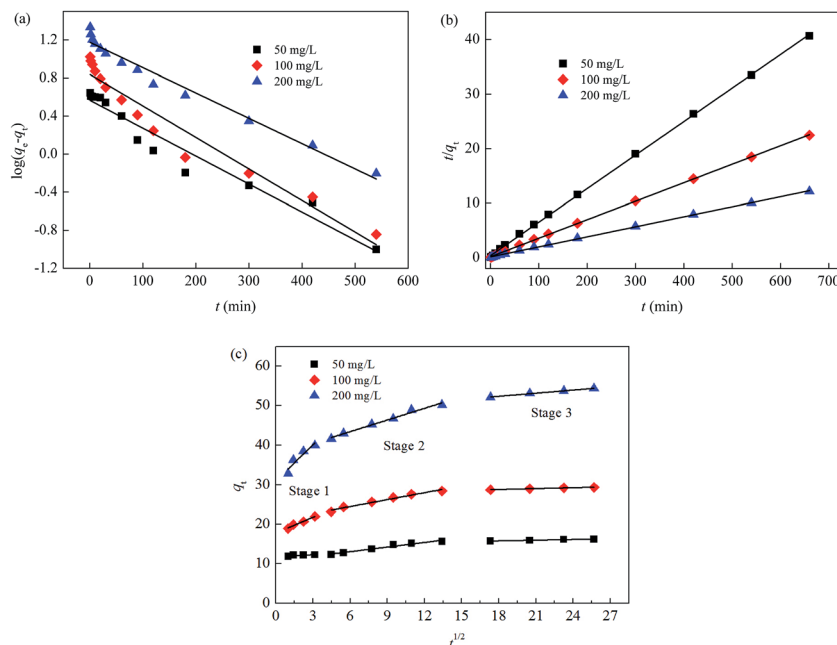 (a)
50 mg/L
100 mg/L
200 mg/L
1.2
0.8
0.4
0.0
-0.4
-0.8
-1.2
log(qe-qt)
0 100 200 300 400 500 600
t (min)
(b)
50 mg/L
100 mg/L
200 mg/L
40
30
20
10
0
t/qt
0 100 200 300 400 500 600 700
t (min)
(c)
50 mg/L
100 mg/L
200 mg/L
60
50
40
30
20
10
0
qt
Stage 1
Stage 2
Stage 3
0 3 6 9 12 15 18 21 24 27
t1/2